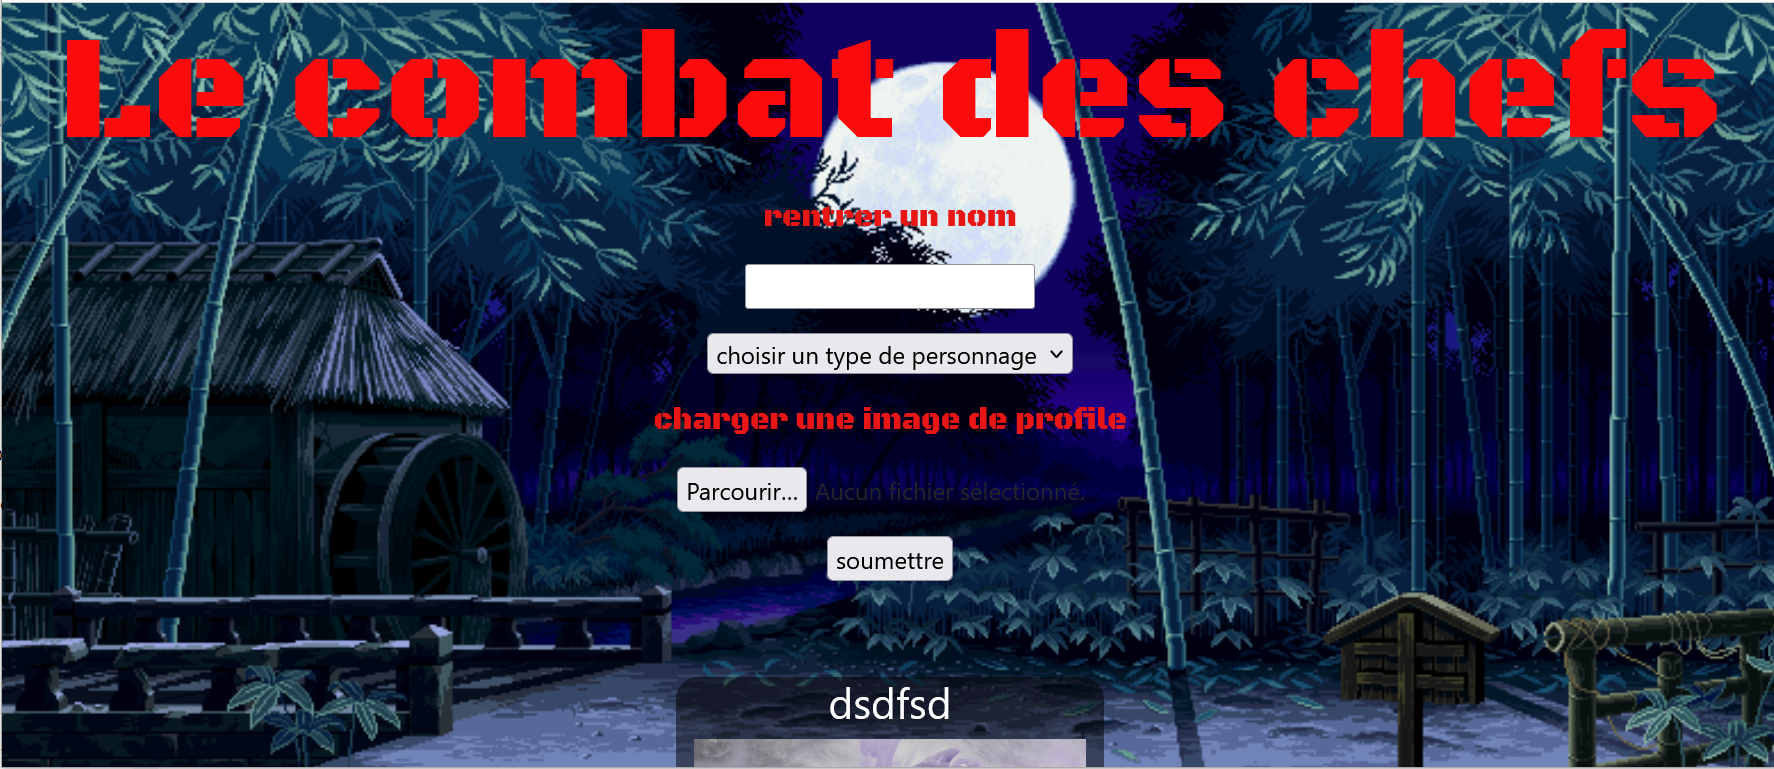 Le combat des chefs
rentrer un nom
choisir un type de personnage
charger une image de profile
Parcourir... Aucun fichier sélectionné.
soumettre
dsdfsd